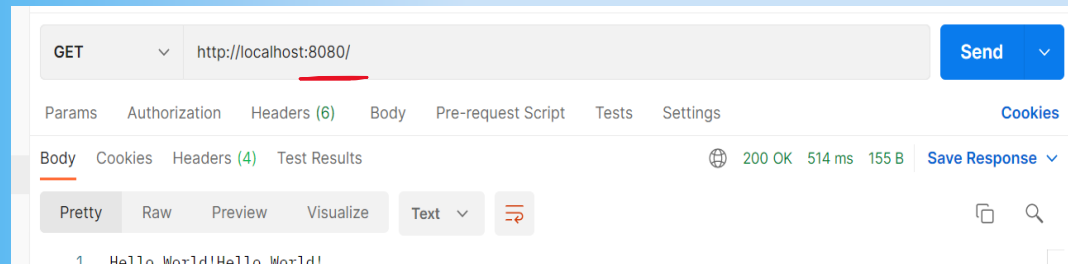 GET http://localhost:8080/ Send
Params Authorization Headers (6) Body Pre-request Script Tests Settings Cookies
Body Cookies Headers (4) Test Results 200 OK 514 ms 155 B Save Response
Pretty Raw Preview Visualize Text
1 Hello World!Hello World!